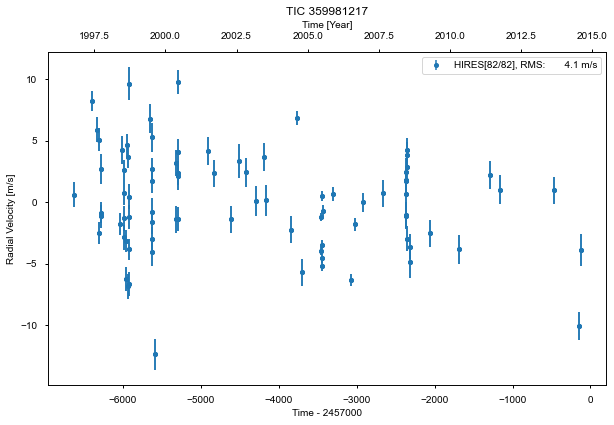 TIC 359981217
Time [Year]
1997.5 2000.0 2002.5 2005.0 2007.5 2010.0 2012.5 2015.0
HIRES[82/82], RMS: 4.1 m/s
10
5
0
−5
−10
Radial Velocity [m/s]
−6000 −5000 −4000 −3000 −2000 −1000 0
Time - 2457000